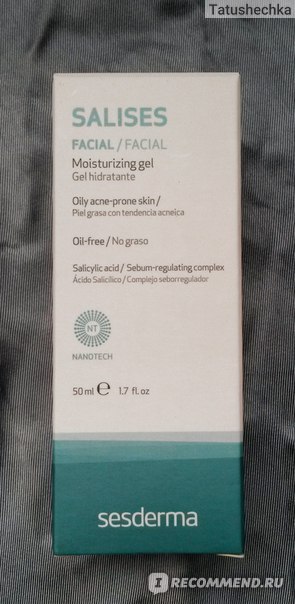 Tatushechka
SALISES
FACIAL / FACIAL
Moisturizing gel
Gel hidratante
Oily acne-prone skin /
Piel grasa con tendencia acneica
Oil-free / No graso
Salicylic acid / Sebum-regulating complex
Ácido Salicílico / Complejo seborregulador
NT
NANOTECH
50 ml e 1.7 fl. oz
sesderma
I RECOMMEND.RU